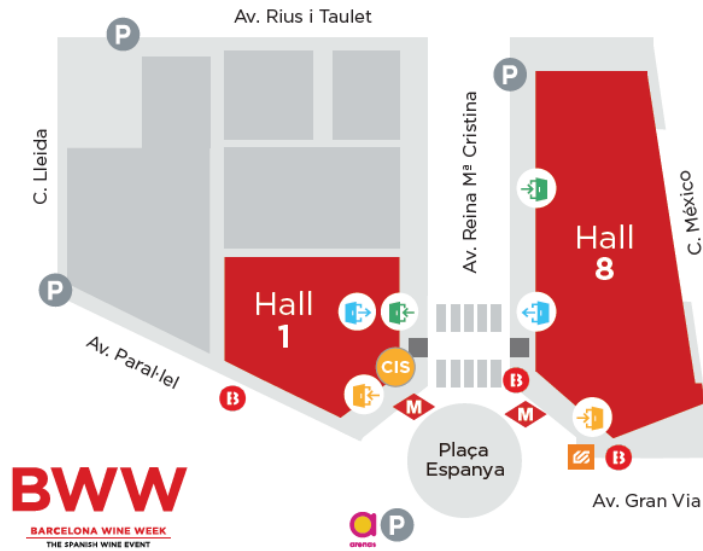 Av. Rius i Taulet
P
P
C. Lleida
Av. Reina Mª Cristina
C. México
Hall
8
P
Hall
1
Av. Paral·lel
CIS
B
B
M
M
Plaça
Espanya
B
Av. Gran Via
BWW
BARCELONA WINE WEEK
THE SPANISH WINE EVENT
a
arenas
P